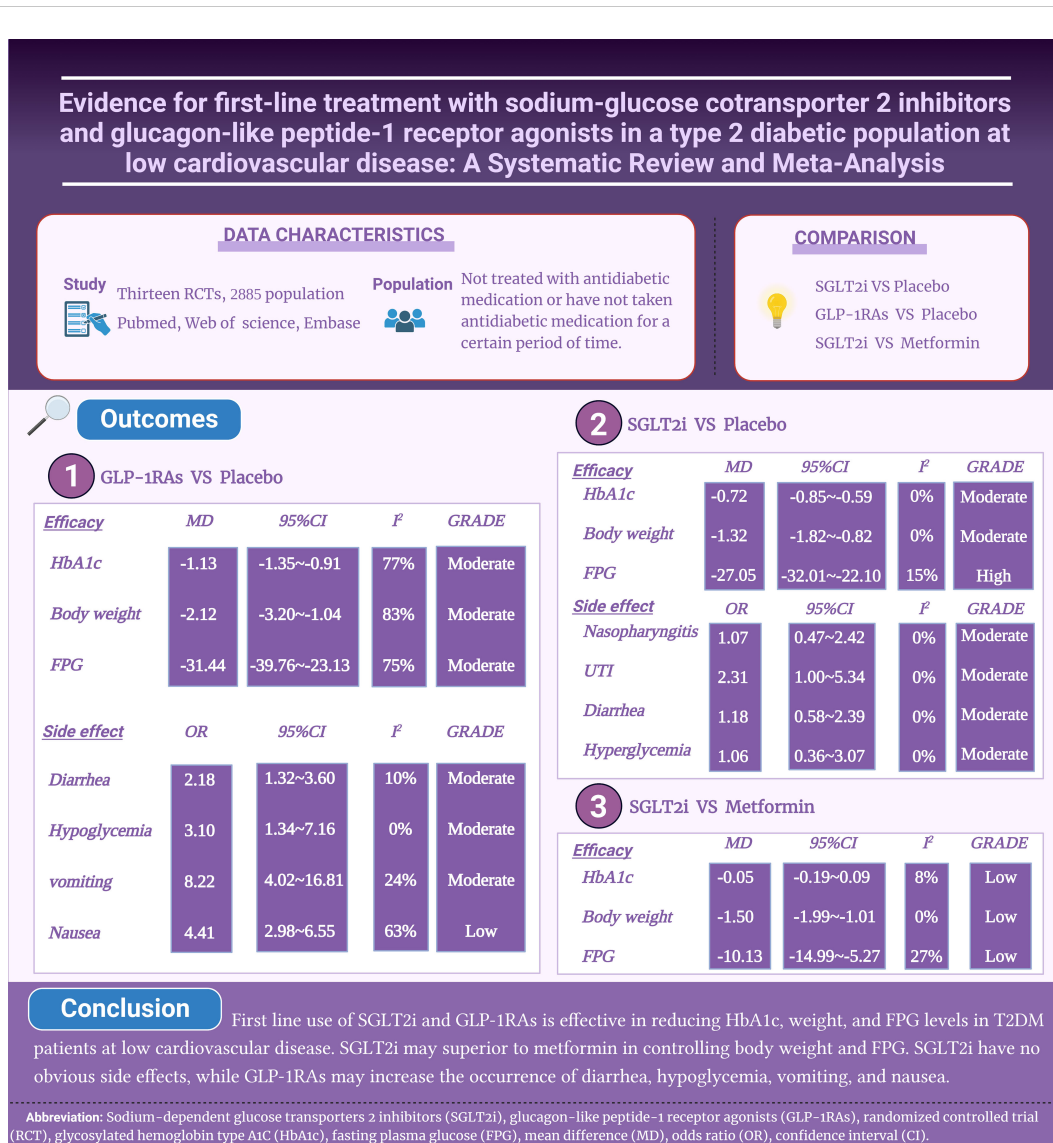 Evidence for first-line treatment with sodium-glucose cotransporter 2 inhibitors
and glucagon-like peptide-1 receptor agonists in a type 2 diabetic population at
low cardiovascular disease: A Systematic Review and Meta-Analysis
DATA CHARACTERISTICS
Study
Thirteen RCTs, 2885 population
Pubmed, Web of science, Embase
Population
Not treated with antidiabetic
medication or have not taken
antidiabetic medication for a
certain period of time.
COMPARISON
SGLT2i VS Placebo
GLP-1RAs VS Placebo
SGLT2i VS Metformin
Outcomes
1 GLP-1RAs VS Placebo
Efficacy MD 95%CI I² GRADE
HbA1c -1.13 -1.35~-0.91 77% Moderate
Body weight -2.12 -3.20~-1.04 83% Moderate
FPG -31.44 -39.76~-23.13 75% Moderate
Side effect OR 95%CI I² GRADE
Diarrhea 2.18 1.32~3.60 10% Moderate
Hypoglycemia 3.10 1.34~7.16 0% Moderate
vomiting 8.22 4.02~16.81 24% Moderate
Nausea 4.41 2.98~6.55 63% Low
2 SGLT2i VS Placebo
Efficacy MD 95%CI I² GRADE
HbA1c -0.72 -0.85~-0.59 0% Moderate
Body weight -1.32 -1.82~-0.82 0% Moderate
FPG -27.05 -32.01~-22.10 15% High
Side effect OR 95%CI I² GRADE
Nasopharyngitis 1.07 0.47~2.42 0% Moderate
UTI 2.31 1.00~5.34 0% Moderate
Diarrhea 1.18 0.58~2.39 0% Moderate
Hyperglycemia 1.06 0.36~3.07 0% Moderate
3 SGLT2i VS Metformin
Efficacy MD 95%CI I² GRADE
HbA1c -0.05 -0.19~0.09 8% Low
Body weight -1.50 -1.99~-1.01 0% Low
FPG -10.13 -14.99~-5.27 27% Low
Conclusion
First line use of SGLT2i and GLP-1RAs is effective in reducing HbA1c, weight, and FPG levels in T2DM
patients at low cardiovascular disease. SGLT2i may superior to metformin in controlling body weight and FPG. SGLT2i have no
obvious side effects, while GLP-1RAs may increase the occurrence of diarrhea, hypoglycemia, vomiting, and nausea.
Abbreviation: Sodium-dependent glucose transporters 2 inhibitors (SGLT2i), glucagon-like peptide-1 receptor agonists (GLP-1RAs), randomized controlled trial
(RCT), glycosylated hemoglobin type A1C (HbA1c), fasting plasma glucose (FPG), mean difference (MD), odds ratio (OR), confidence interval (CI).